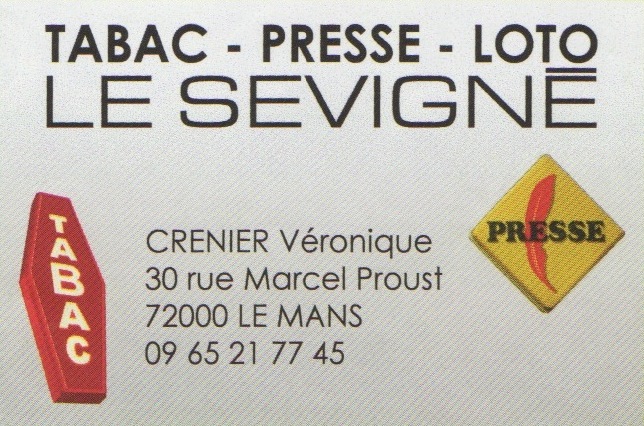 TABAC - PRESSE - LOTO
LE SEVIGNE
TABAC
PRESSE
CRENIER Véronique
30 rue Marcel Proust
72000 LE MANS
09 65 21 77 45